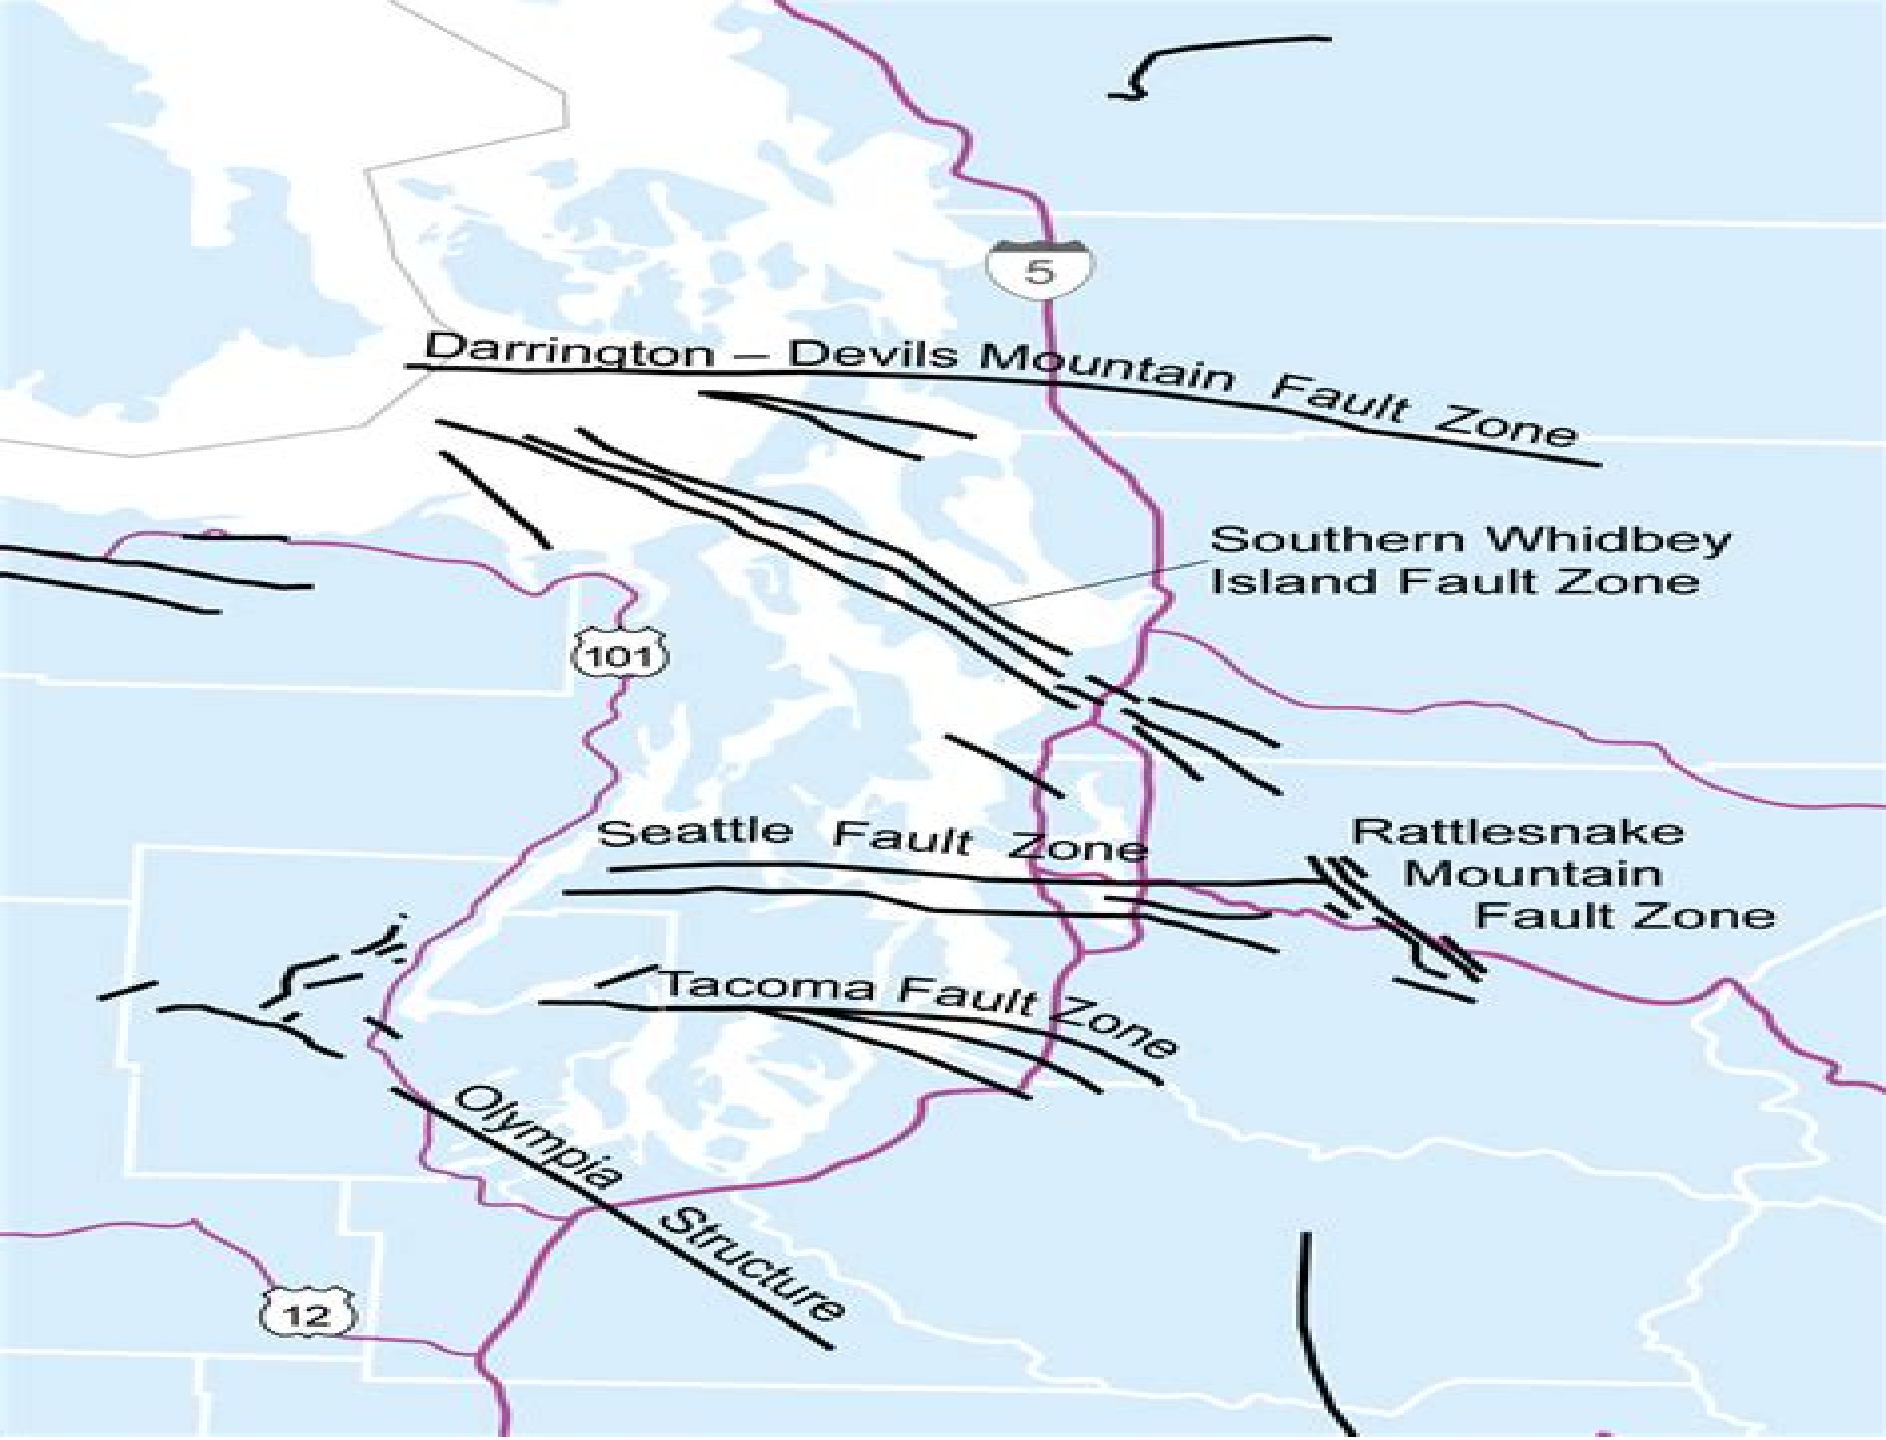 5
Darrington – Devils Mountain Fault Zone
Southern Whidbey
Island Fault Zone
101
Seattle Fault Zone
Rattlesnake
Mountain
Fault Zone
Tacoma Fault Zone
Olympia Structure
12